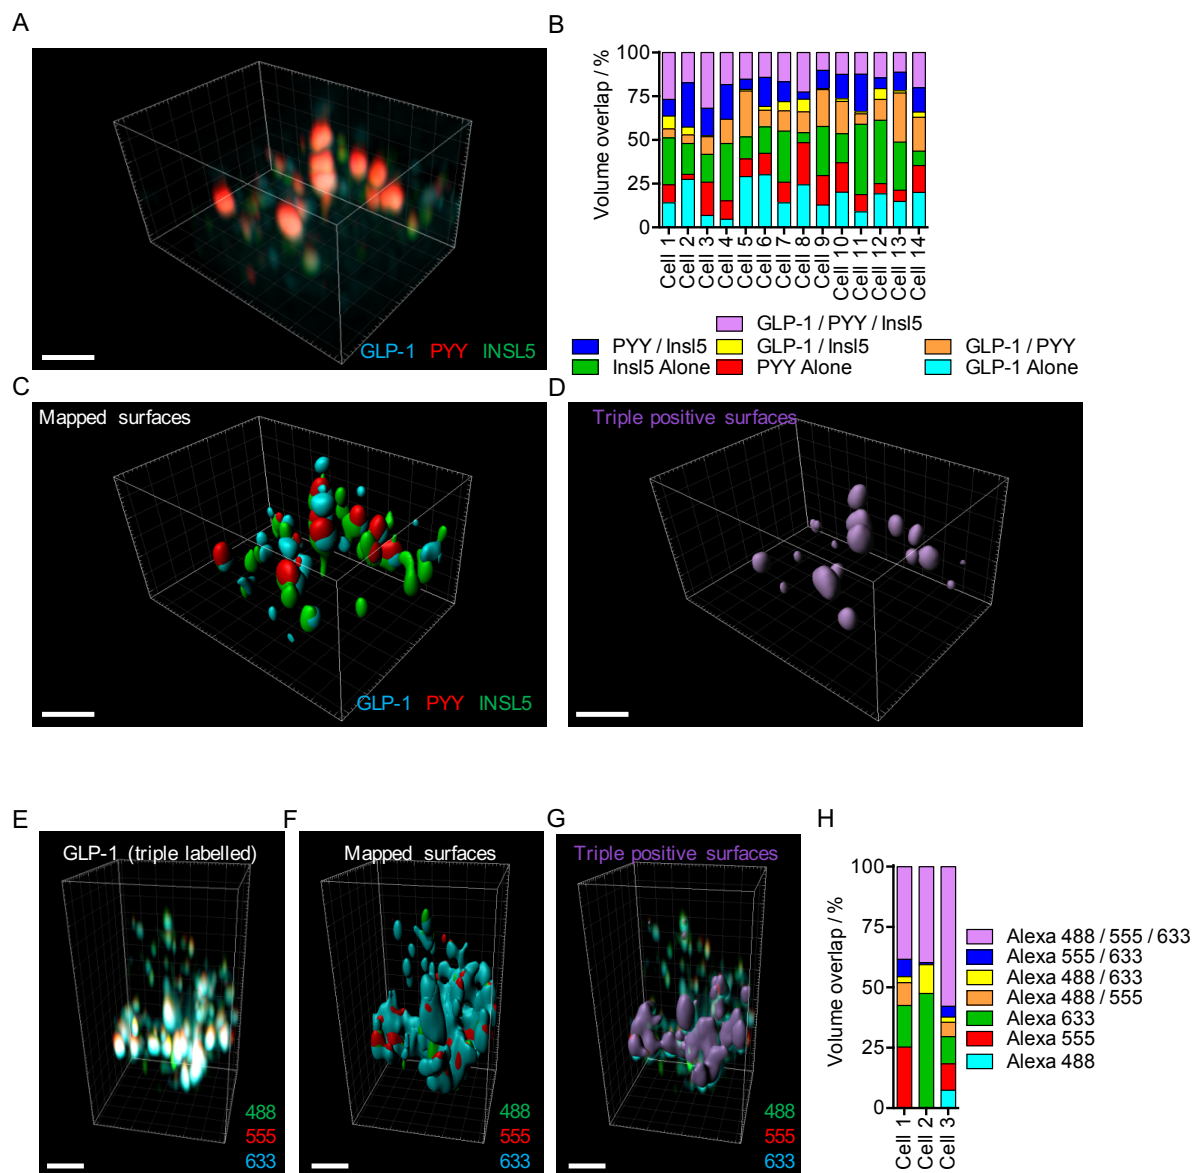 A
GLP-1 PYY INSL5
B
Volume overlap / %
100
75
50
25
0
Cell 1
Cell 2
Cell 3
Cell 4
Cell 5
Cell 6
Cell 7
Cell 8
Cell 9
Cell 10
Cell 11
Cell 12
Cell 13
Cell 14
GLP-1 / PYY / Insl5
PYY / Insl5
GLP-1 / Insl5
GLP-1 / PYY
Insl5 Alone
PYY Alone
GLP-1 Alone
C
Mapped surfaces
GLP-1 PYY INSL5
D
Triple positive surfaces
E
GLP-1 (triple labelled)
488
555
633
F
Mapped surfaces
488
555
633
G
Triple positive surfaces
488
555
633
H
Volume overlap / %
100
75
50
25
0
Cell 1
Cell 2
Cell 3
Alexa 488 / 555 / 633
Alexa 555 / 633
Alexa 488 / 633
Alexa 488 / 555
Alexa 633
Alexa 555
Alexa 488